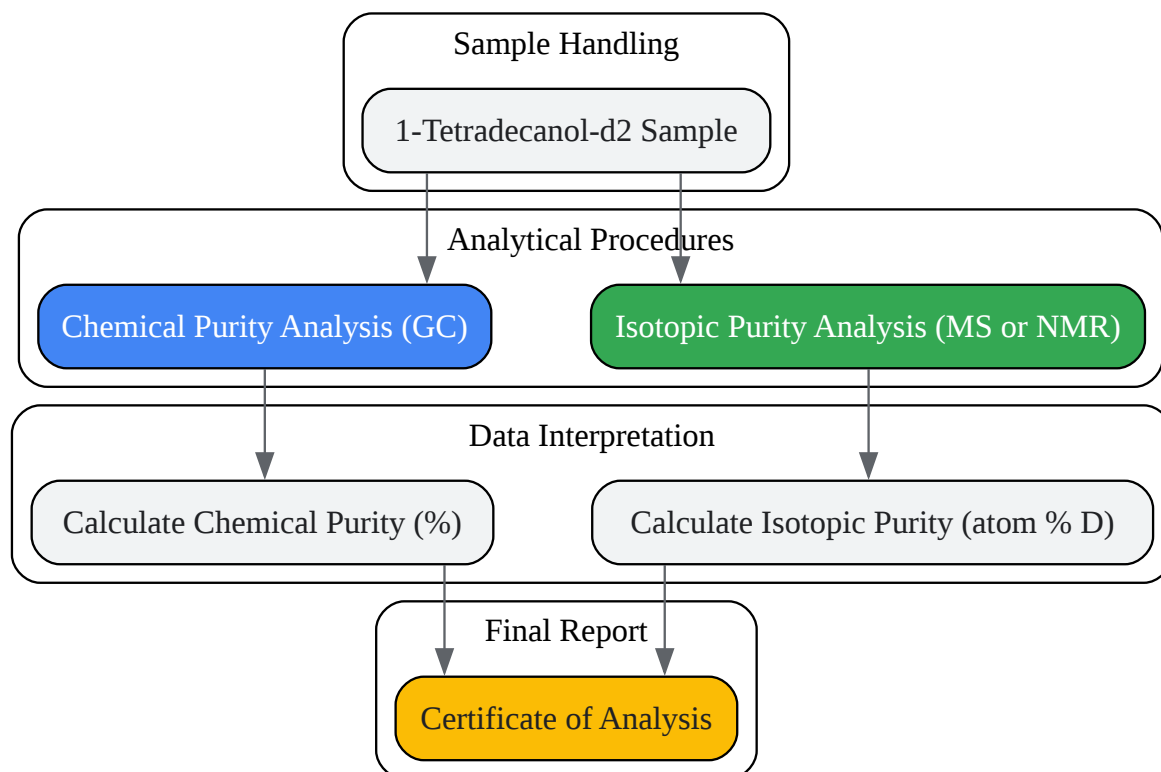 Sample Handling
1-Tetradecanol-d2 Sample
Analytical Procedures
Chemical Purity Analysis (GC)
Isotopic Purity Analysis (MS or NMR)
Data Interpretation
Calculate Chemical Purity (%)
Calculate Isotopic Purity (atom % D)
Final Report
Certificate of Analysis